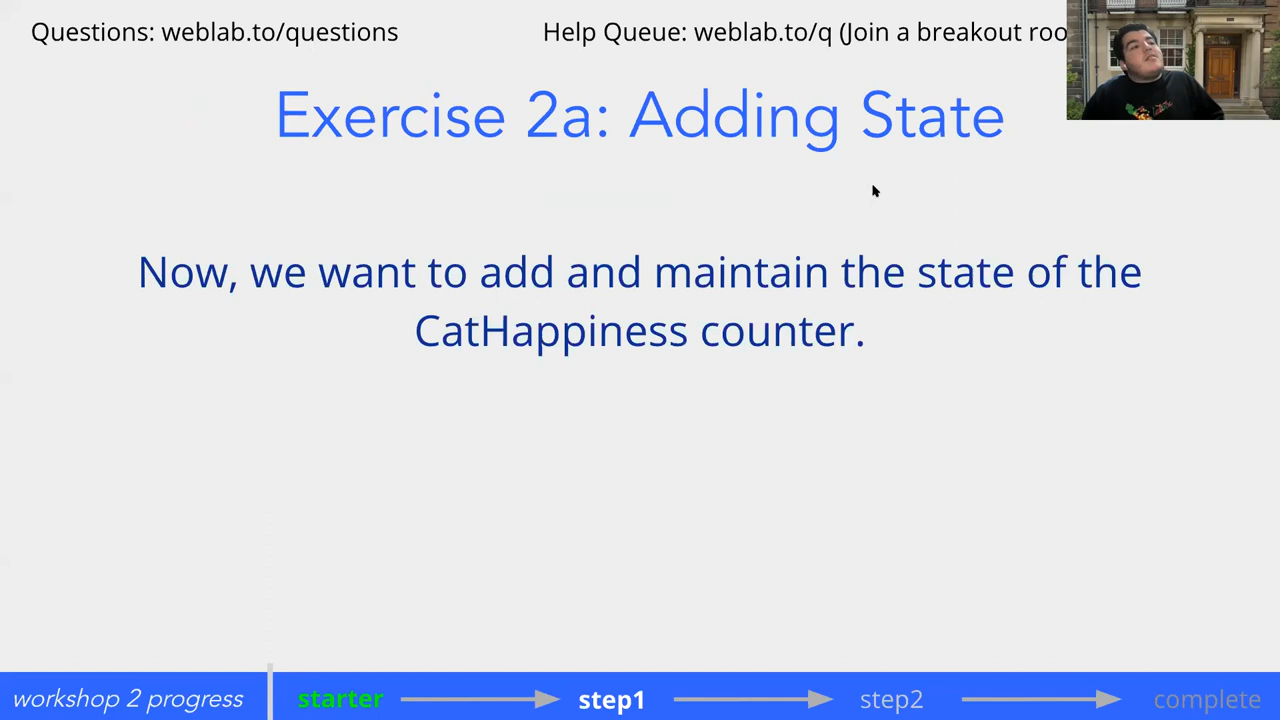 Questions: weblab.to/questions
Help Queue: weblab.to/q (Join a breakout roo
Exercise 2a: Adding State
Now, we want to add and maintain the state of the
CatHappiness counter.
workshop 2 progress
starter
step1
step2
complete